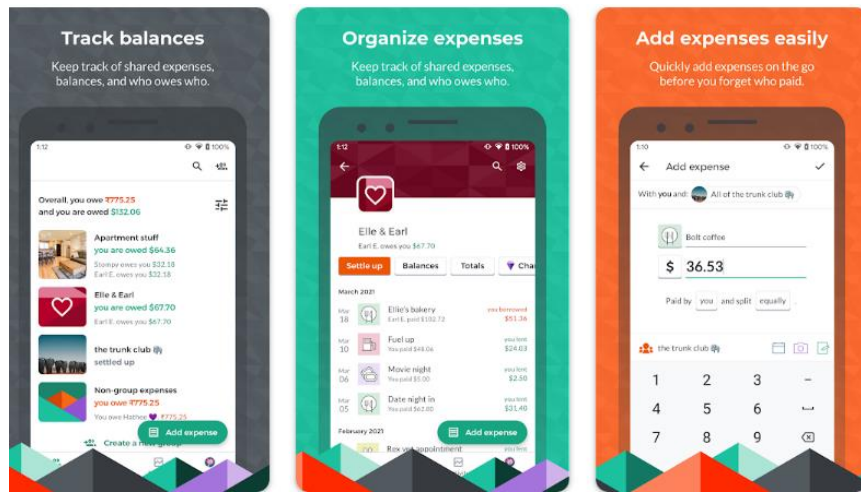 Track balances
Keep track of shared expenses,
balances, and who owes who.
1:12
100%
Overall, you owe ₹775.25
and you are owed $132.06
Apartment stuff
you are owed $64.36
Stompy owes you $32.18
Earl E. owes you $32.18
Elle & Earl
you are owed $67.70
Earl E. owes you $67.70
the trunk club
settled up
Non-group expenses
you owe ₹775.25
You owe Hathee 💜 ₹775.25
Create a new group
Add expense
Organize expenses
Keep track of shared expenses,
balances, and who owes who.
1:12
100%
Elle & Earl
Earl E. owes you $67.70
Settle up
Balances
Totals
Cha
March 2021
Mar
18
Ellie's bakery
Earl E. paid $102.72
you borrowed
$51.36
Mar
10
Fuel up
You paid $48.06
you lent
$24.03
Mar
06
Movie night
You paid $5.00
you lent
$2.50
Mar
05
Date night in
You paid $62.80
you lent
$31.40
February 2021
Add expense
Add expenses easily
Quickly add expenses on the go
before you forget who paid.
1:10
100%
Add expense
With you and:
All of the trunk club
Bolt coffee
$ 36.53
Paid by you and split equally .
the trunk club
1 2 3 -
4 5 6
7 8 9